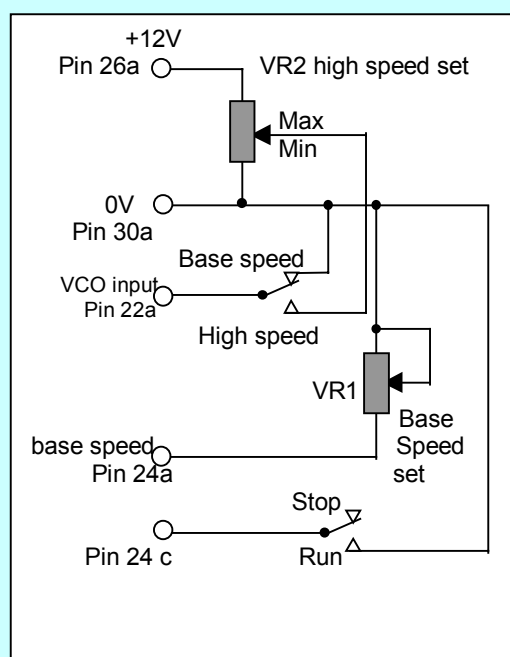 +12V
Pin 26a
VR2 high speed set
Max
Min
0V
Pin 30a
Base speed
VCO input
Pin 22a
High speed
VR1
Base
Speed
set
base speed
Pin 24a
Stop
Pin 24 c
Run